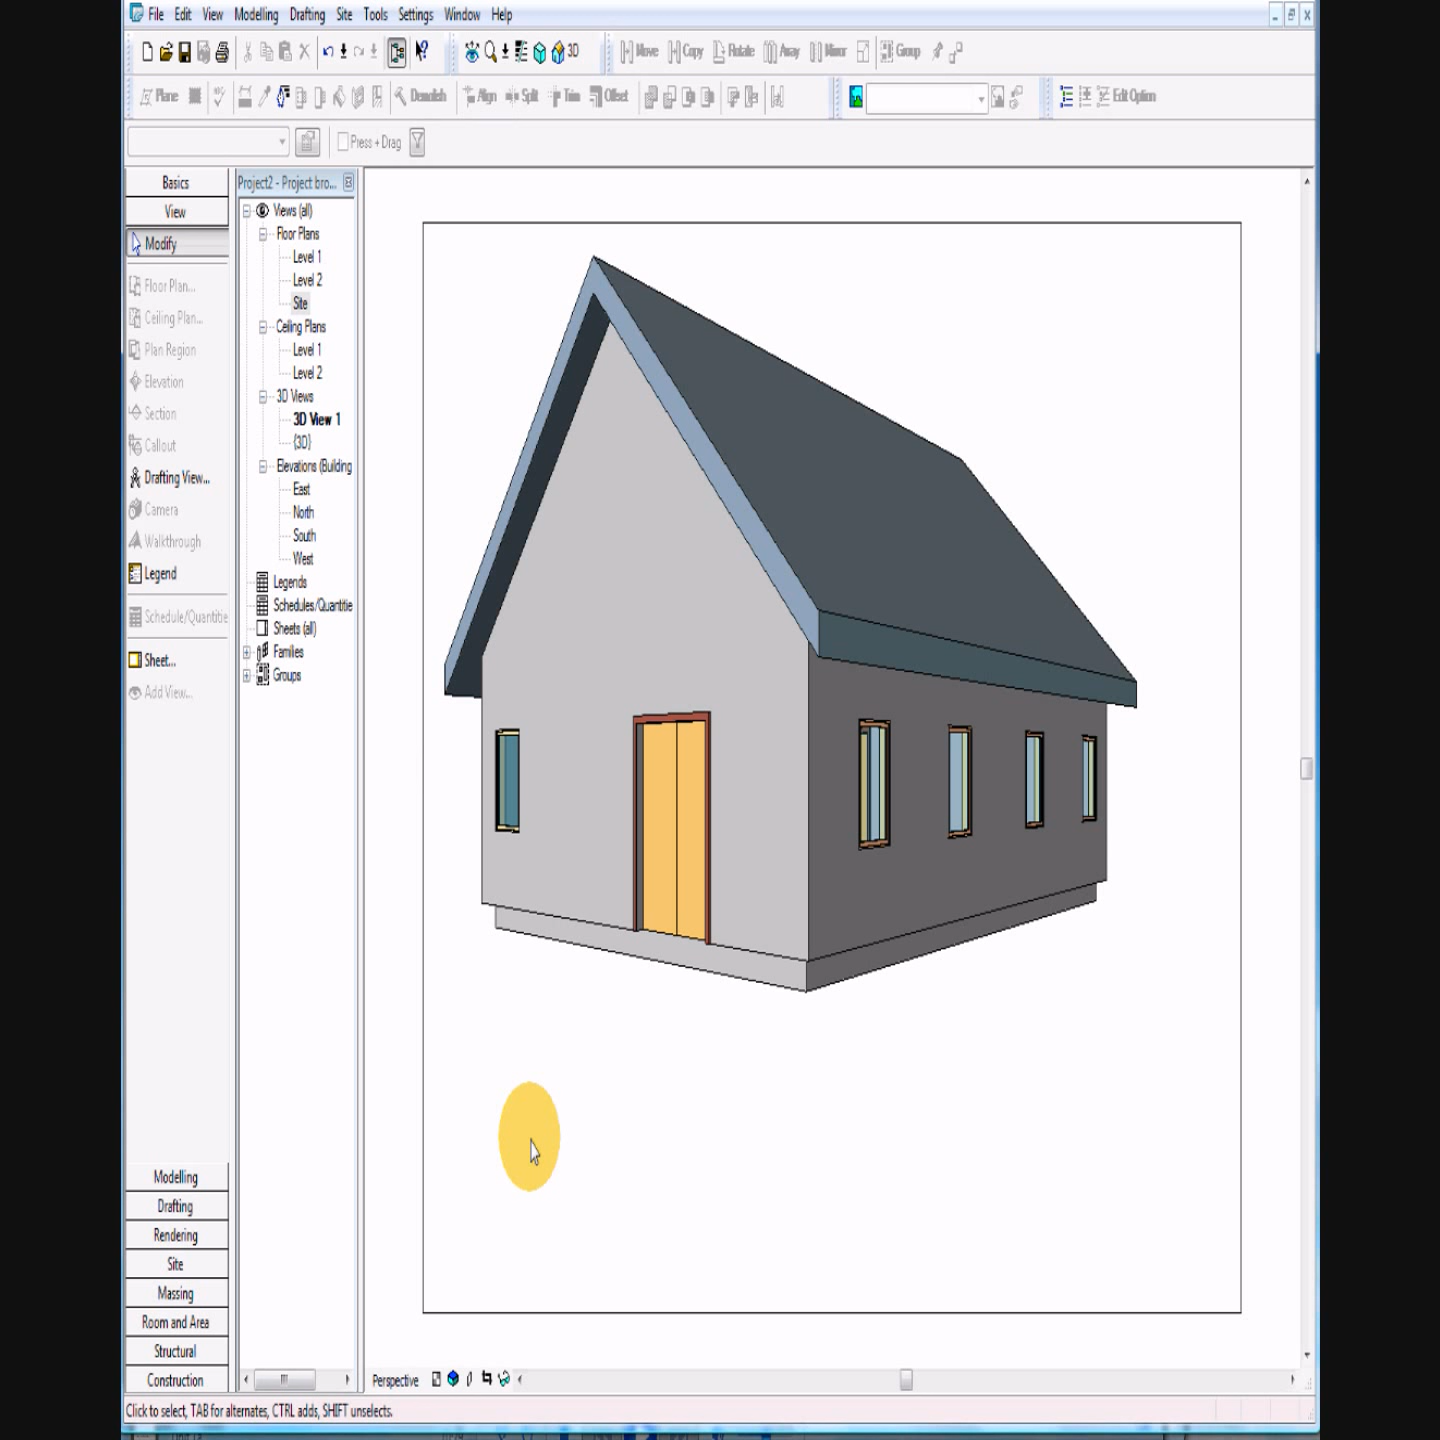 File Edit View Modelling Drafting Site Tools Settings Window Help
3D Move Copy Rotate Array Mirror Group
Plane Demolish Align Split Trim Offset Edit Option
Press + Drag
Basics
View
Modify
Floor Plan...
Ceiling Plan...
Plan Region
Elevation
Section
Callout
Drafting View...
Camera
Walkthrough
Legend
Schedule/Quantitie
Sheet...
Add View...
Modelling
Drafting
Rendering
Site
Massing
Room and Area
Structural
Construction
Project2 - Project bro...
Views (all)
Floor Plans
Level 1
Level 2
Site
Ceiling Plans
Level 1
Level 2
3D Views
3D View 1
{3D}
Elevations (Building
East
North
South
West
Legends
Schedules/Quantitie
Sheets (all)
Families
Groups
Perspective
Click to select, TAB for alternates, CTRL adds, SHIFT unselects.